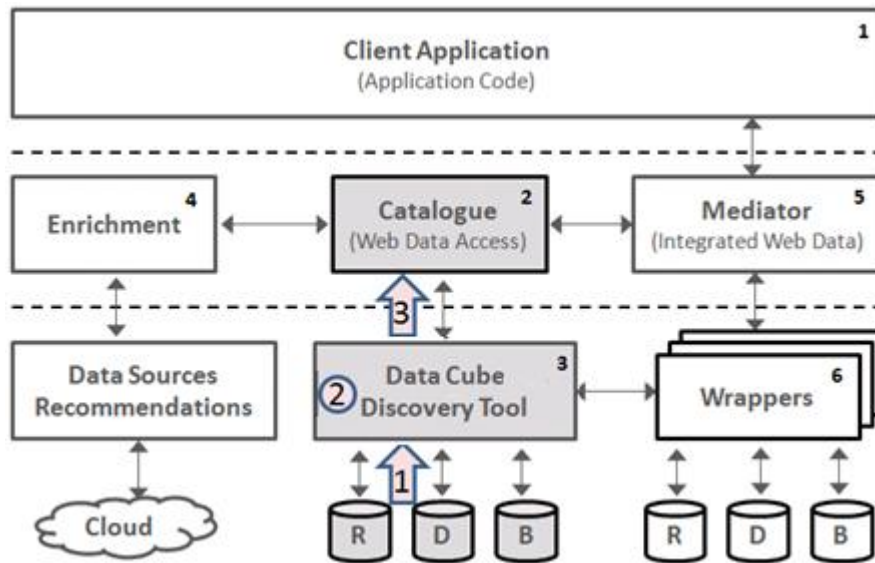 Client Application
(Application Code)
1
Enrichment
4
Catalogue
(Web Data Access)
2
Mediator
(Integrated Web Data)
5
3
Data Sources
Recommendations
2
Data Cube
Discovery Tool
3
Wrappers
6
1
Cloud
R
D
B
R
D
B